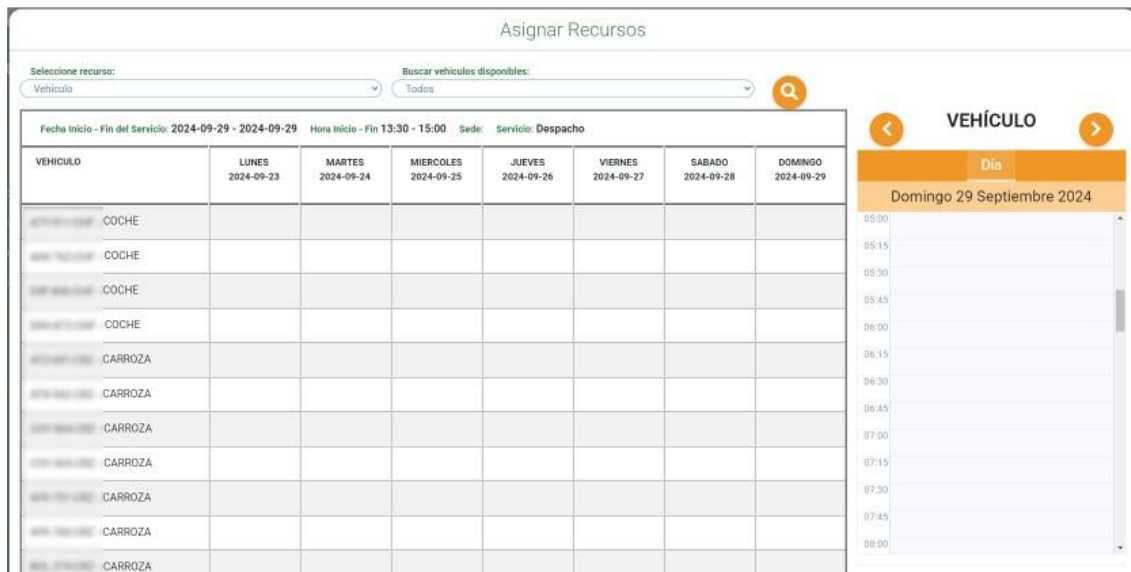 Asignar Recursos
Seleccione recurso:
Vehiculo
Buscar vehiculos disponibles:
Todos
Fecha Inicio - Fin del Servicio: 2024-09-29 - 2024-09-29 Hora Inicio - Fin 13:30 - 15:00 Sede: Servicio: Despacho
VEHICULO LUNES MARTES MIERCOLES JUEVES VIERNES SABADO DOMINGO
2024-09-23 2024-09-24 2024-09-25 2024-09-26 2024-09-27 2024-09-28 2024-09-29
COCHE
COCHE
COCHE
COCHE
CARROZA
CARROZA
CARROZA
CARROZA
CARROZA
CARROZA
CARROZA
VEHÍCULO
Día
Domingo 29 Septiembre 2024
05:00
05:15
05:30
05:45
06:00
06:15
06:30
06:45
07:00
07:15
07:30
07:45
08:00